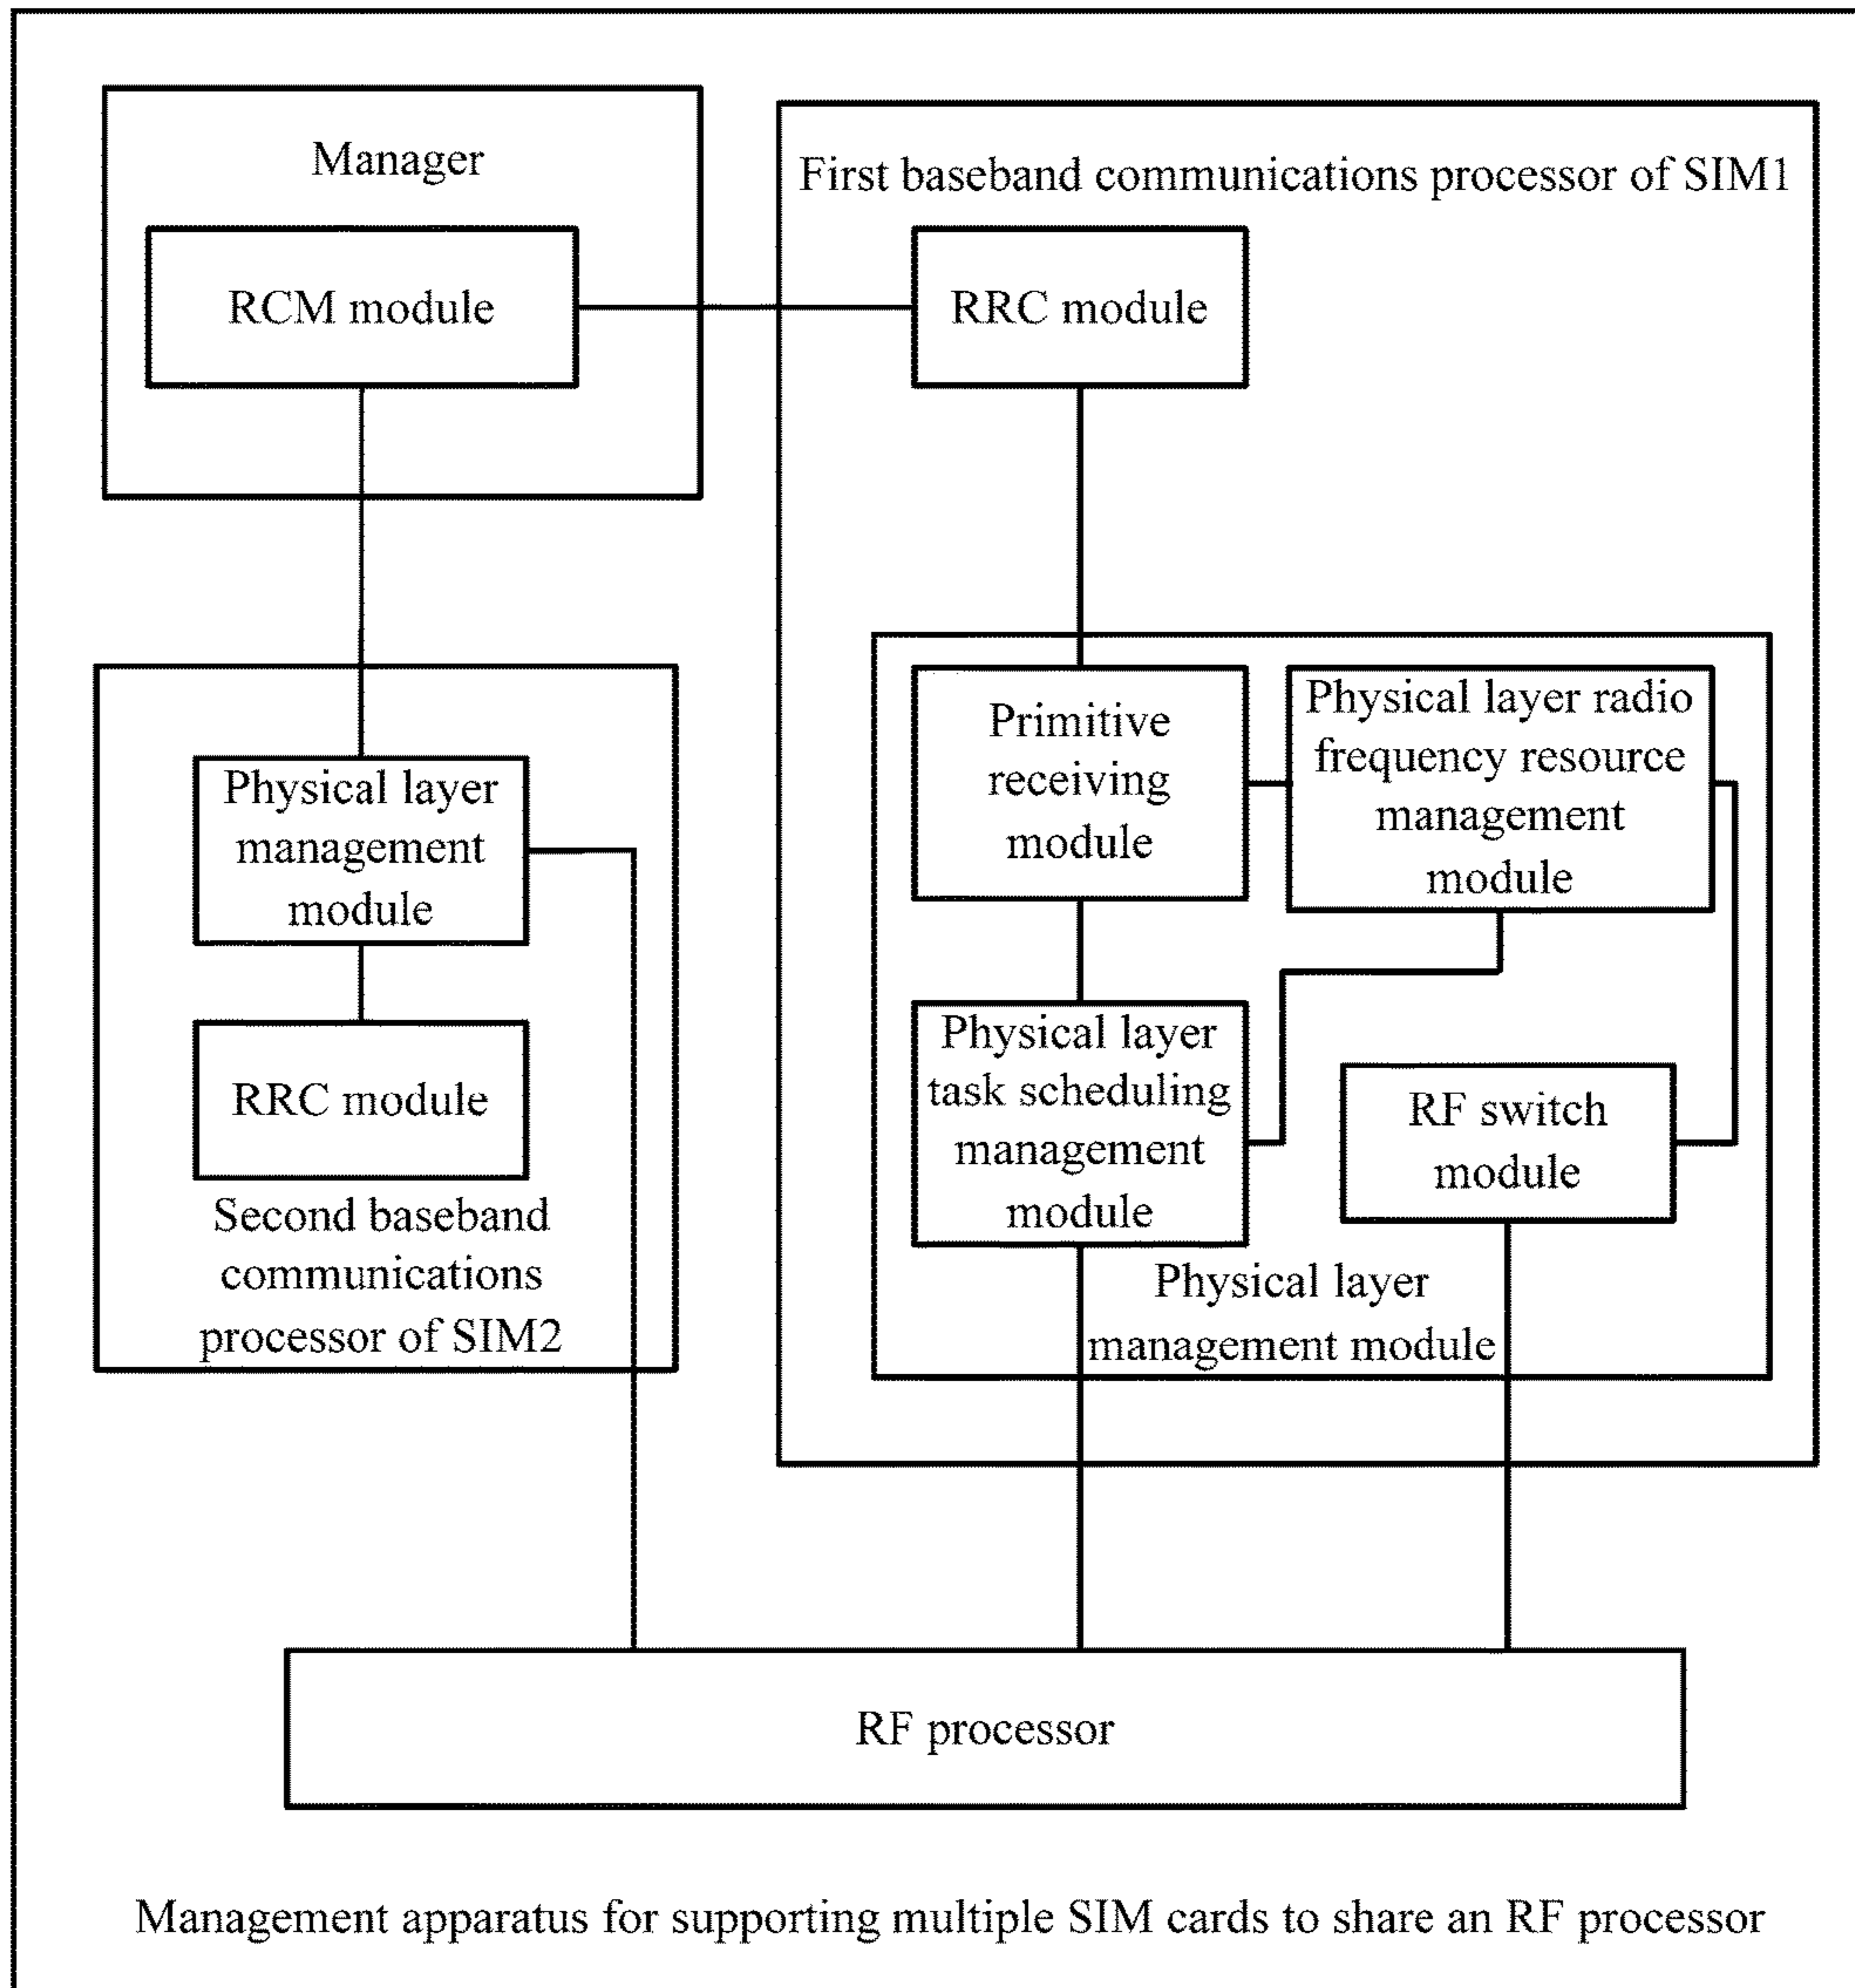 Manager
RCM module
First baseband communications processor of SIM1
RRC module
Primitive
receiving
module
Physical layer radio
frequency resource
management
module
Physical layer
management
module
RRC module
Second baseband
communications
processor of SIM2
Physical layer
task scheduling
management
module
RF switch
module
Physical layer
management module
RF processor
Management apparatus for supporting multiple SIM cards to share an RF processor